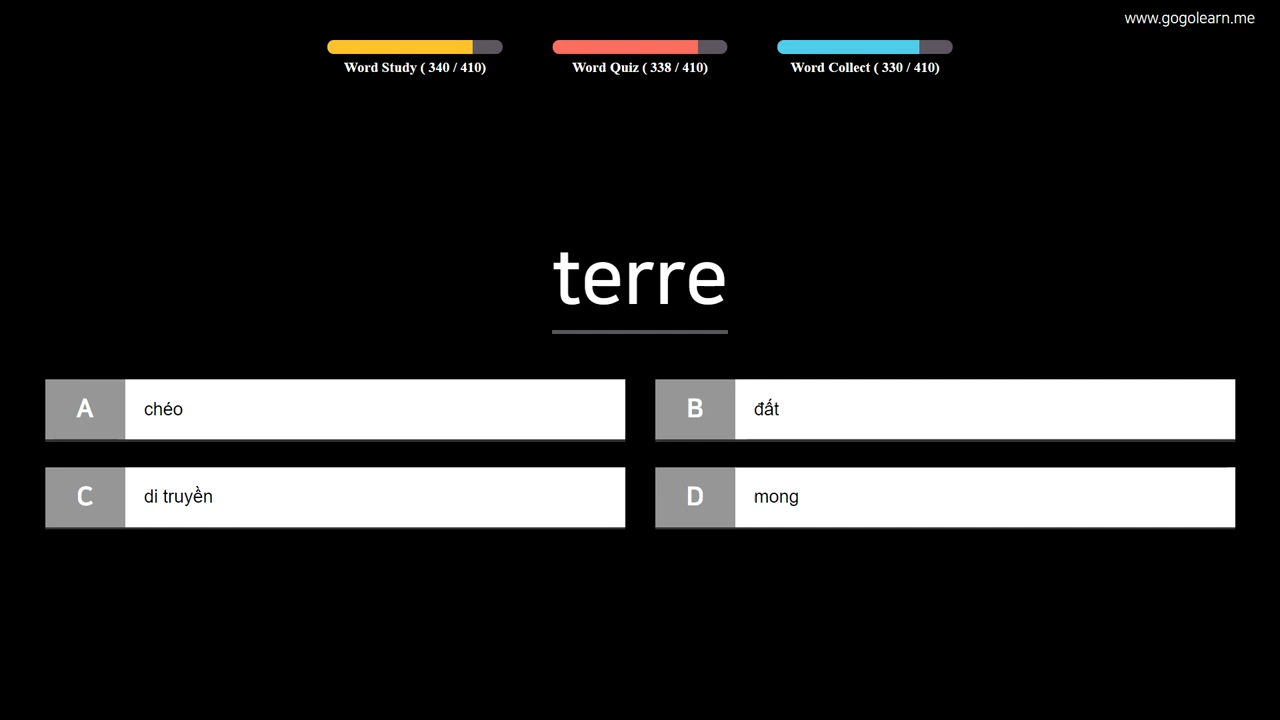 www.gogolearn.me
Word Study ( 340 / 410)
Word Quiz ( 338 / 410)
Word Collect ( 330 / 410)
terre
A chéo
B đất
C di truyền
D mong